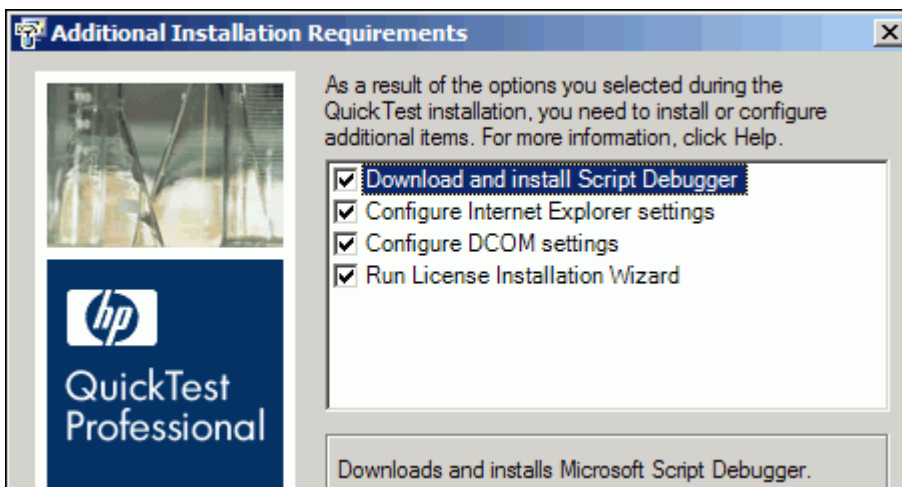 Additional Installation Requirements
As a result of the options you selected during the
QuickTest installation, you need to install or configure
additional items. For more information, click Help.
Download and install Script Debugger
Configure Internet Explorer settings
Configure DCOM settings
Run License Installation Wizard
hp
QuickTest
Professional
Downloads and installs Microsoft Script Debugger.